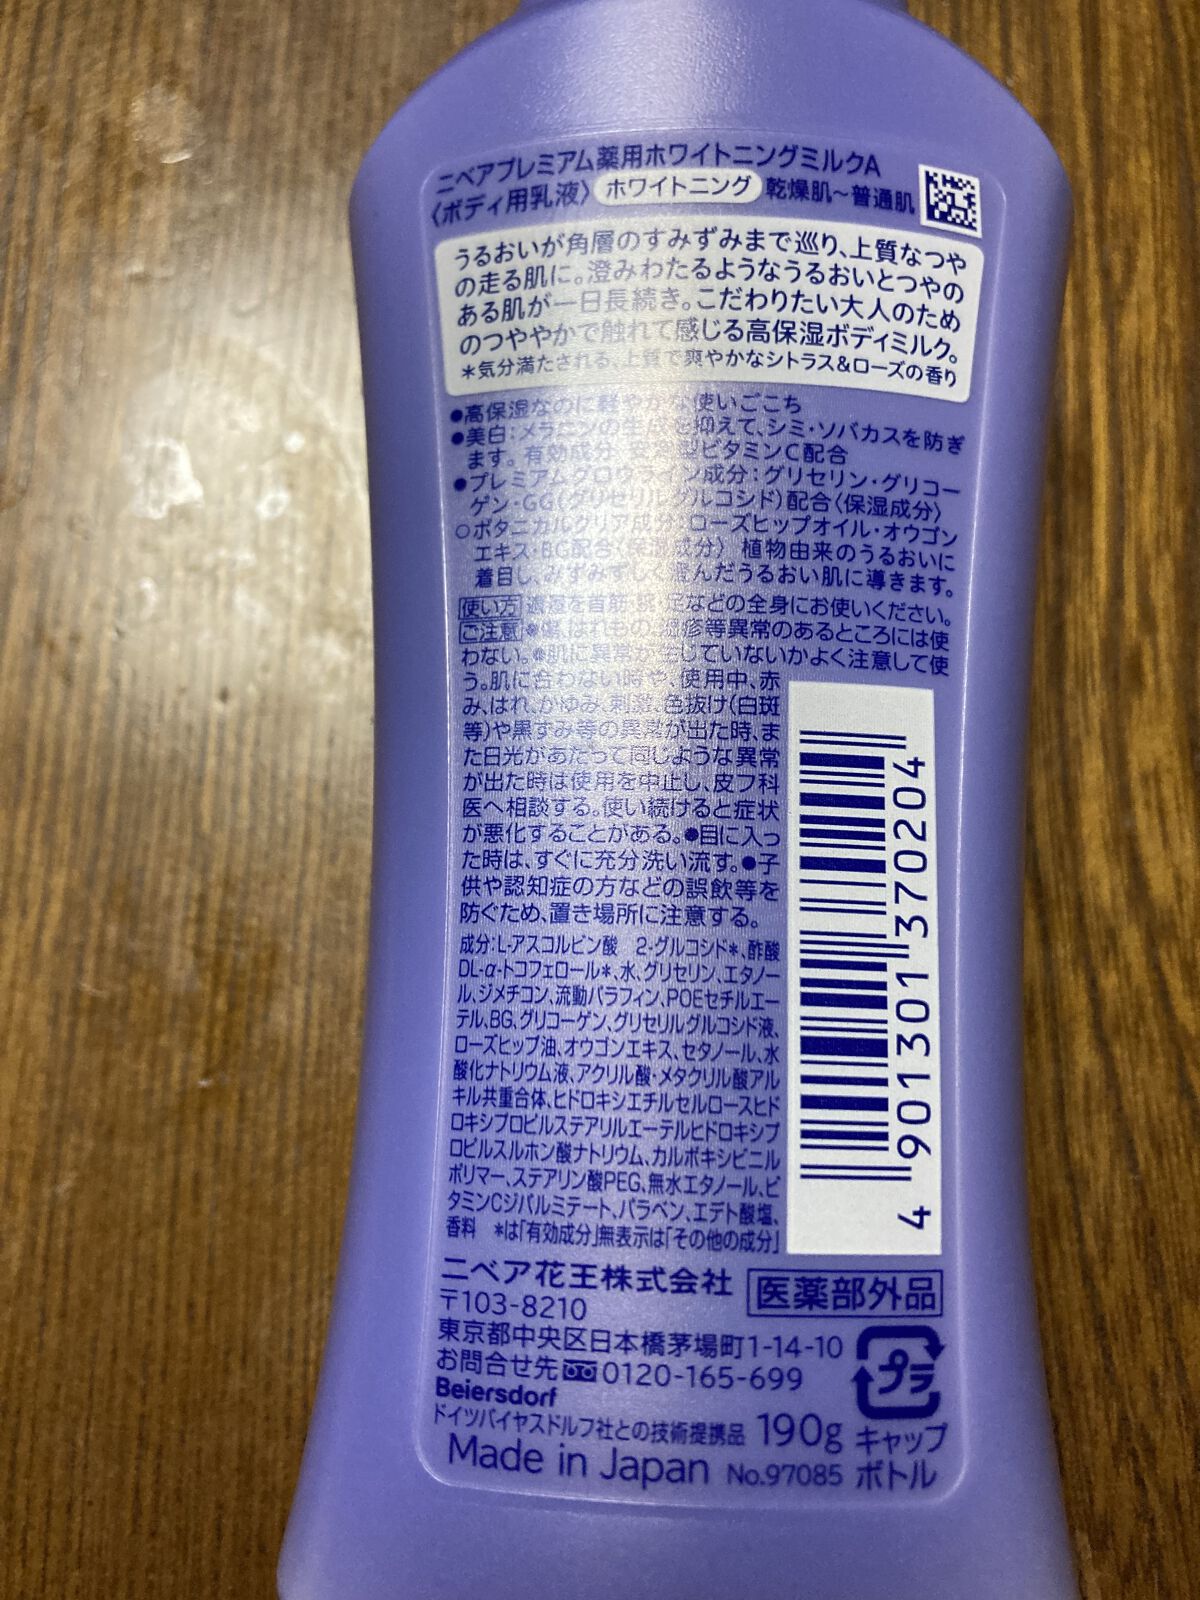 ニベアプレミアム薬用ホワイトニングミルクA
〈ボディ用乳液〉 ホワイトニング 乾燥肌～普通肌
うるおいが角層のすみずみまで巡り、上質なつや
の走る肌に。澄みわたるようなうるおいとつやの
ある肌が一日長続き。こだわりたい大人のため
のつややかで触れて感じる高保湿ボディミルク。
*気分満たされる、上質で爽やかなシトラス&ローズの香り
●高保湿なのに軽やかな使いごこち
●美白:メラニンの生成を抑えて、シミ・ソバカスを防ぎ
ます。有効成分 安定型ビタミンC配合
●プレミアムグロウライン成分:グリセリン・グリコー
ゲン・GG(グリセリルグルコシド)配合〈保湿成分〉
○ボタニカルクリア成分:ローズヒップオイル・オウゴン
エキス・BG配合〈保湿成分〉 植物由来のうるおいに
着目し、みずみずしく澄んだうるおい肌に導きます。
使い方 適量を首筋・腕・足などの全身にお使いください。
ご注意 ●傷、はれもの、湿疹等異常のあるところには使
わない。●肌に異常が生じていないかよく注意して使
う。肌に合わない時や、使用中、赤
み、はれ、かゆみ、刺激、色抜け(白斑
等)や黒ずみ等の異常が出た時、ま
た日光があたって同じような異常
が出た時は使用を中止し、皮フ科
医へ相談する。使い続けると症状
が悪化することがある。●目に入っ
た時は、すぐに充分洗い流す。●子
供や認知症の方などの誤飲等を
防ぐため、置き場所に注意する。
成分:L-アスコルビン酸 2-グルコシド*、酢酸
DL-α-トコフェロール*、水、グリセリン、エタノー
ル、ジメチコン、流動パラフィン、POEセチルエー
テル、BG、グリコーゲン、グリセリルグルコシド液、
ローズヒップ油、オウゴンエキス、セタノール、水
酸化ナトリウム液、アクリル酸・メタクリル酸アル
キル共重合体、ヒドロキシエチルセルロースヒド
ロキシプロピルステアリルエーテルヒドロキシプ
ロピルスルホン酸ナトリウム、カルボキシビニル
ポリマー、ステアリン酸PEG、無水エタノール、ビ
タミンCジパルミテート、パラベン、エデト酸塩、
香料 *は「有効成分」無表示は「その他の成分」
4 901301 370204
ニベア花王株式会社 医薬部外品
〒103-8210
東京都中央区日本橋茅場町1-14-10
お問合せ先 0120-165-699
プラ
Beiersdorf
ドイツバイヤスドルフ社との技術提携品 190g キャップ
Made in Japan No.97085 ボトル